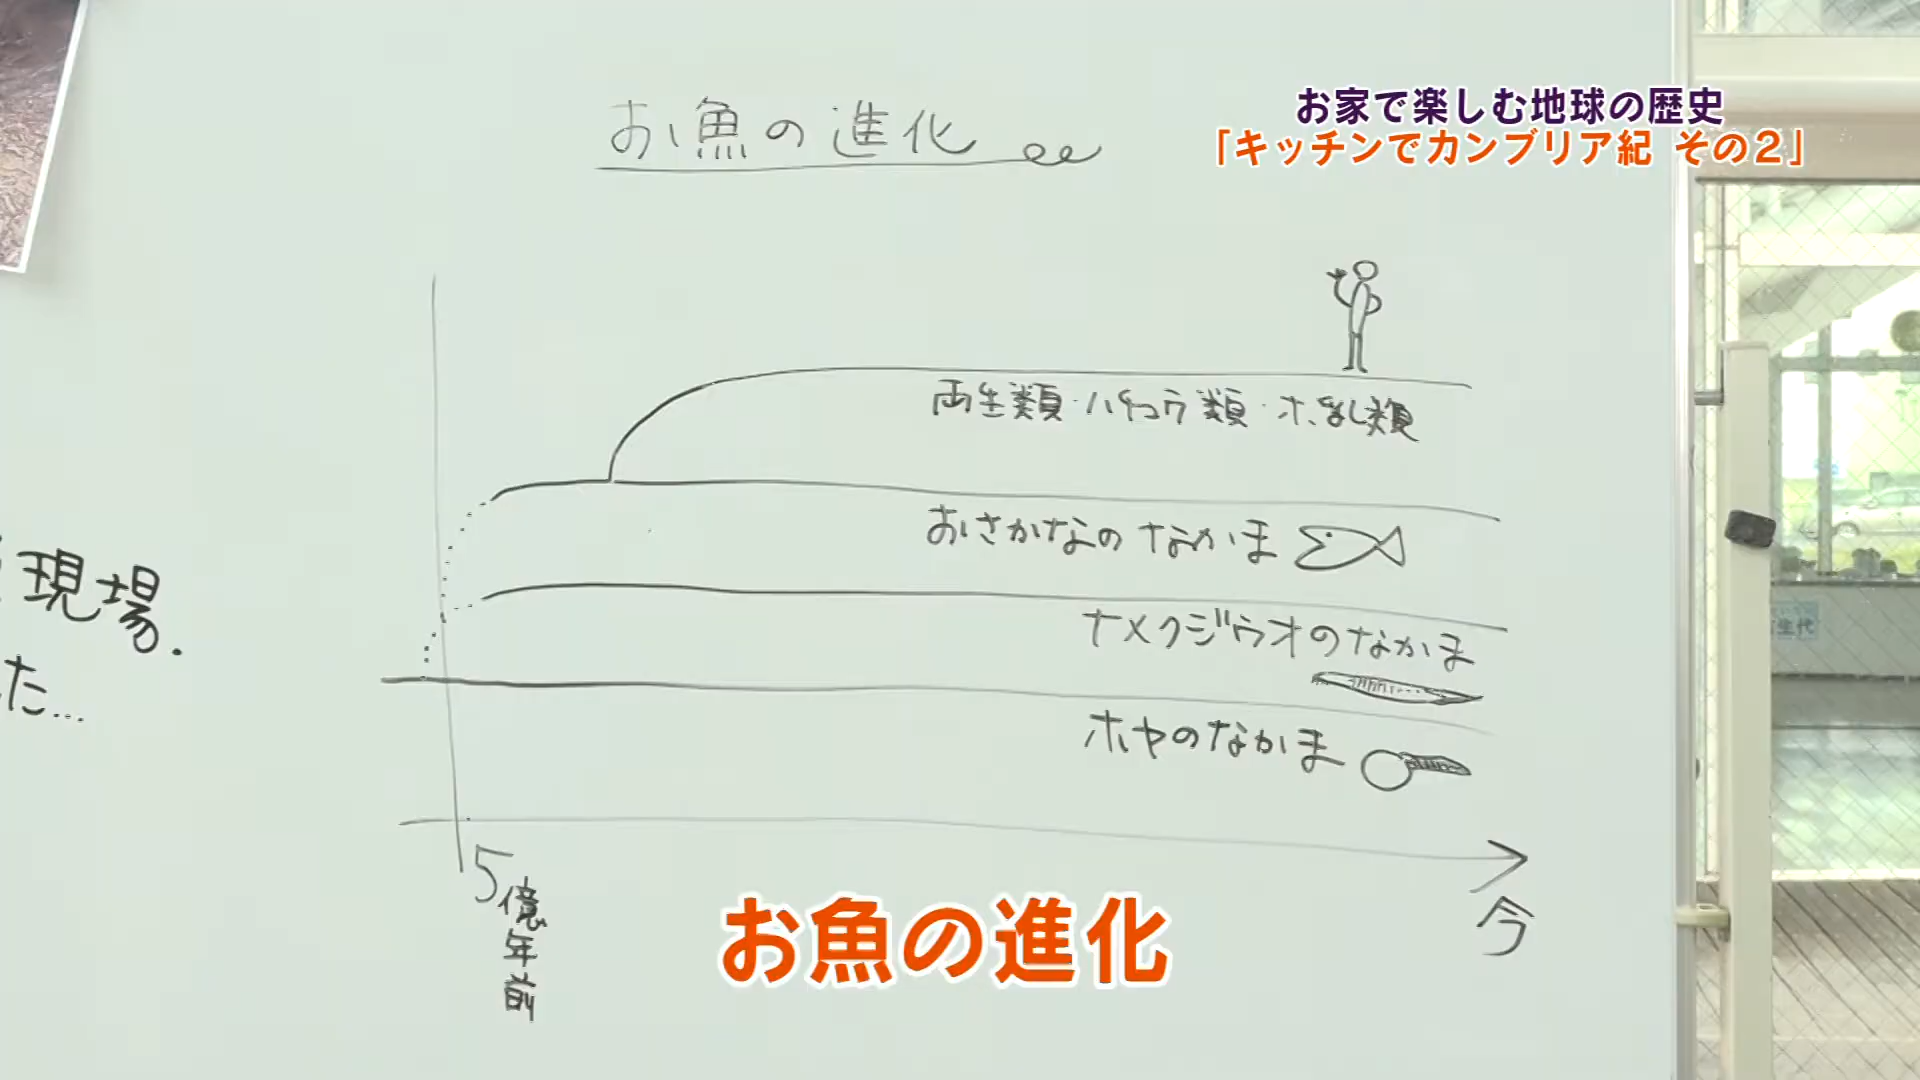 お魚の進化
お家で楽しむ地球の歴史
「キッチンでカンブリア紀 その2」
両生類・ハチュウ類・ホ乳類
おさかなのなかま
ナメクジウオのなかま
ホヤのなかま
現場.
た...
5億年前
今
お魚の進化